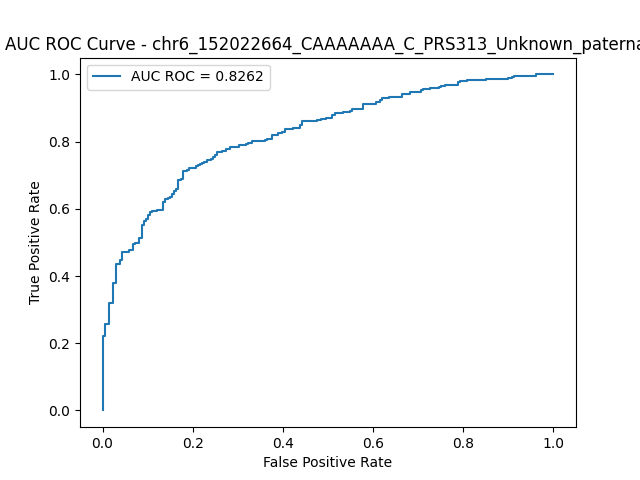 AUC ROC Curve - chr6_152022664_CAAAAAAA_C_PRS313_Unknown_paterna
AUC ROC = 0.8262
1.0
0.8
0.6
0.4
0.2
0.0
True Positive Rate
0.0 0.2 0.4 0.6 0.8 1.0
False Positive Rate